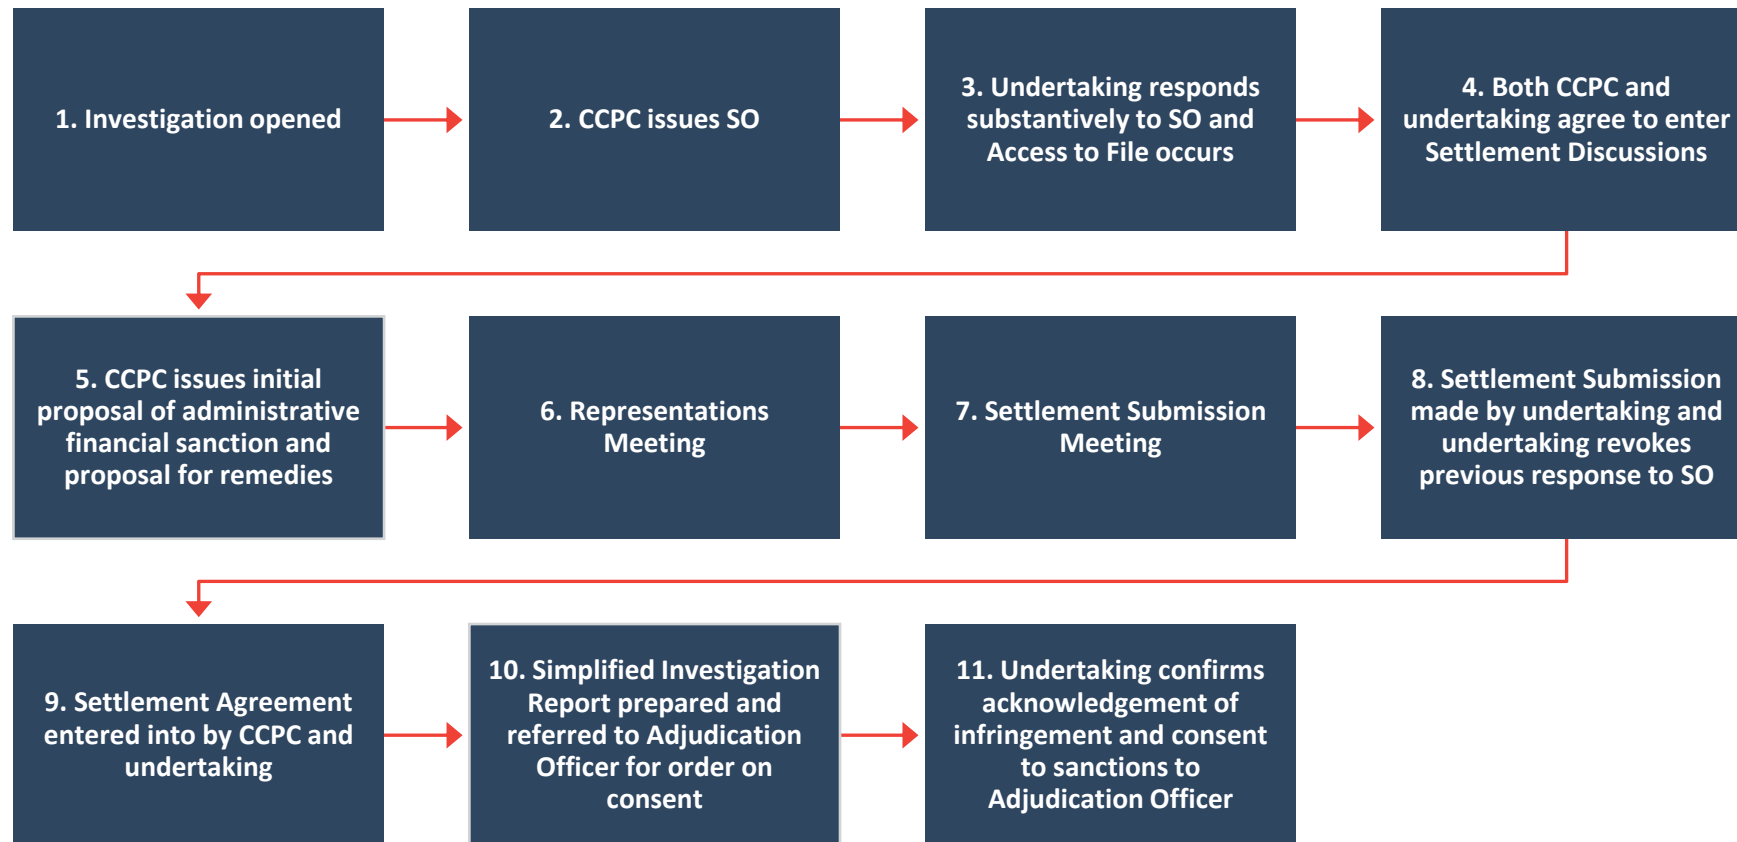 1. Investigation opened
2. CCPC issues SO
3. Undertaking responds
substantively to SO and
Access to File occurs
4. Both CCPC and
undertaking agree to enter
Settlement Discussions
5. CCPC issues initial
proposal of administrative
financial sanction and
proposal for remedies
6. Representations
Meeting
7. Settlement Submission
Meeting
8. Settlement Submission
made by undertaking and
undertaking revokes
previous response to SO
9. Settlement Agreement
entered into by CCPC and
undertaking
10. Simplified Investigation
Report prepared and
referred to Adjudication
Officer for order on
consent
11. Undertaking confirms
acknowledgement of
infringement and consent
to sanctions to
Adjudication Officer